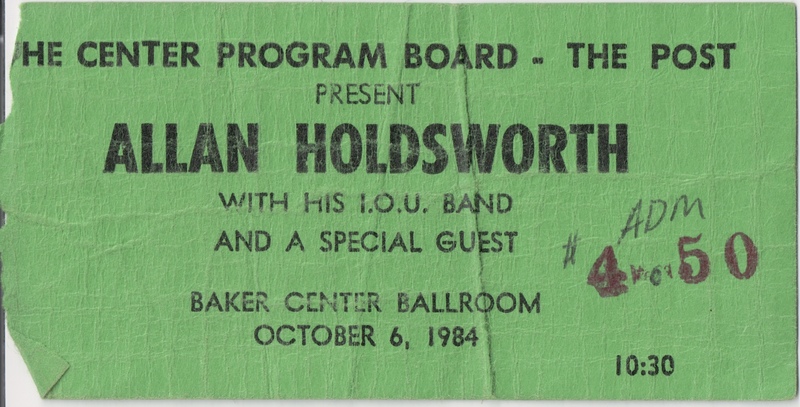 HE CENTER PROGRAM BOARD - THE POST
PRESENT
ALLAN HOLDSWORTH
WITH HIS I.O.U. BAND
AND A SPECIAL GUEST
ADM
# 4 50
BAKER CENTER BALLROOM
OCTOBER 6, 1984
10:30